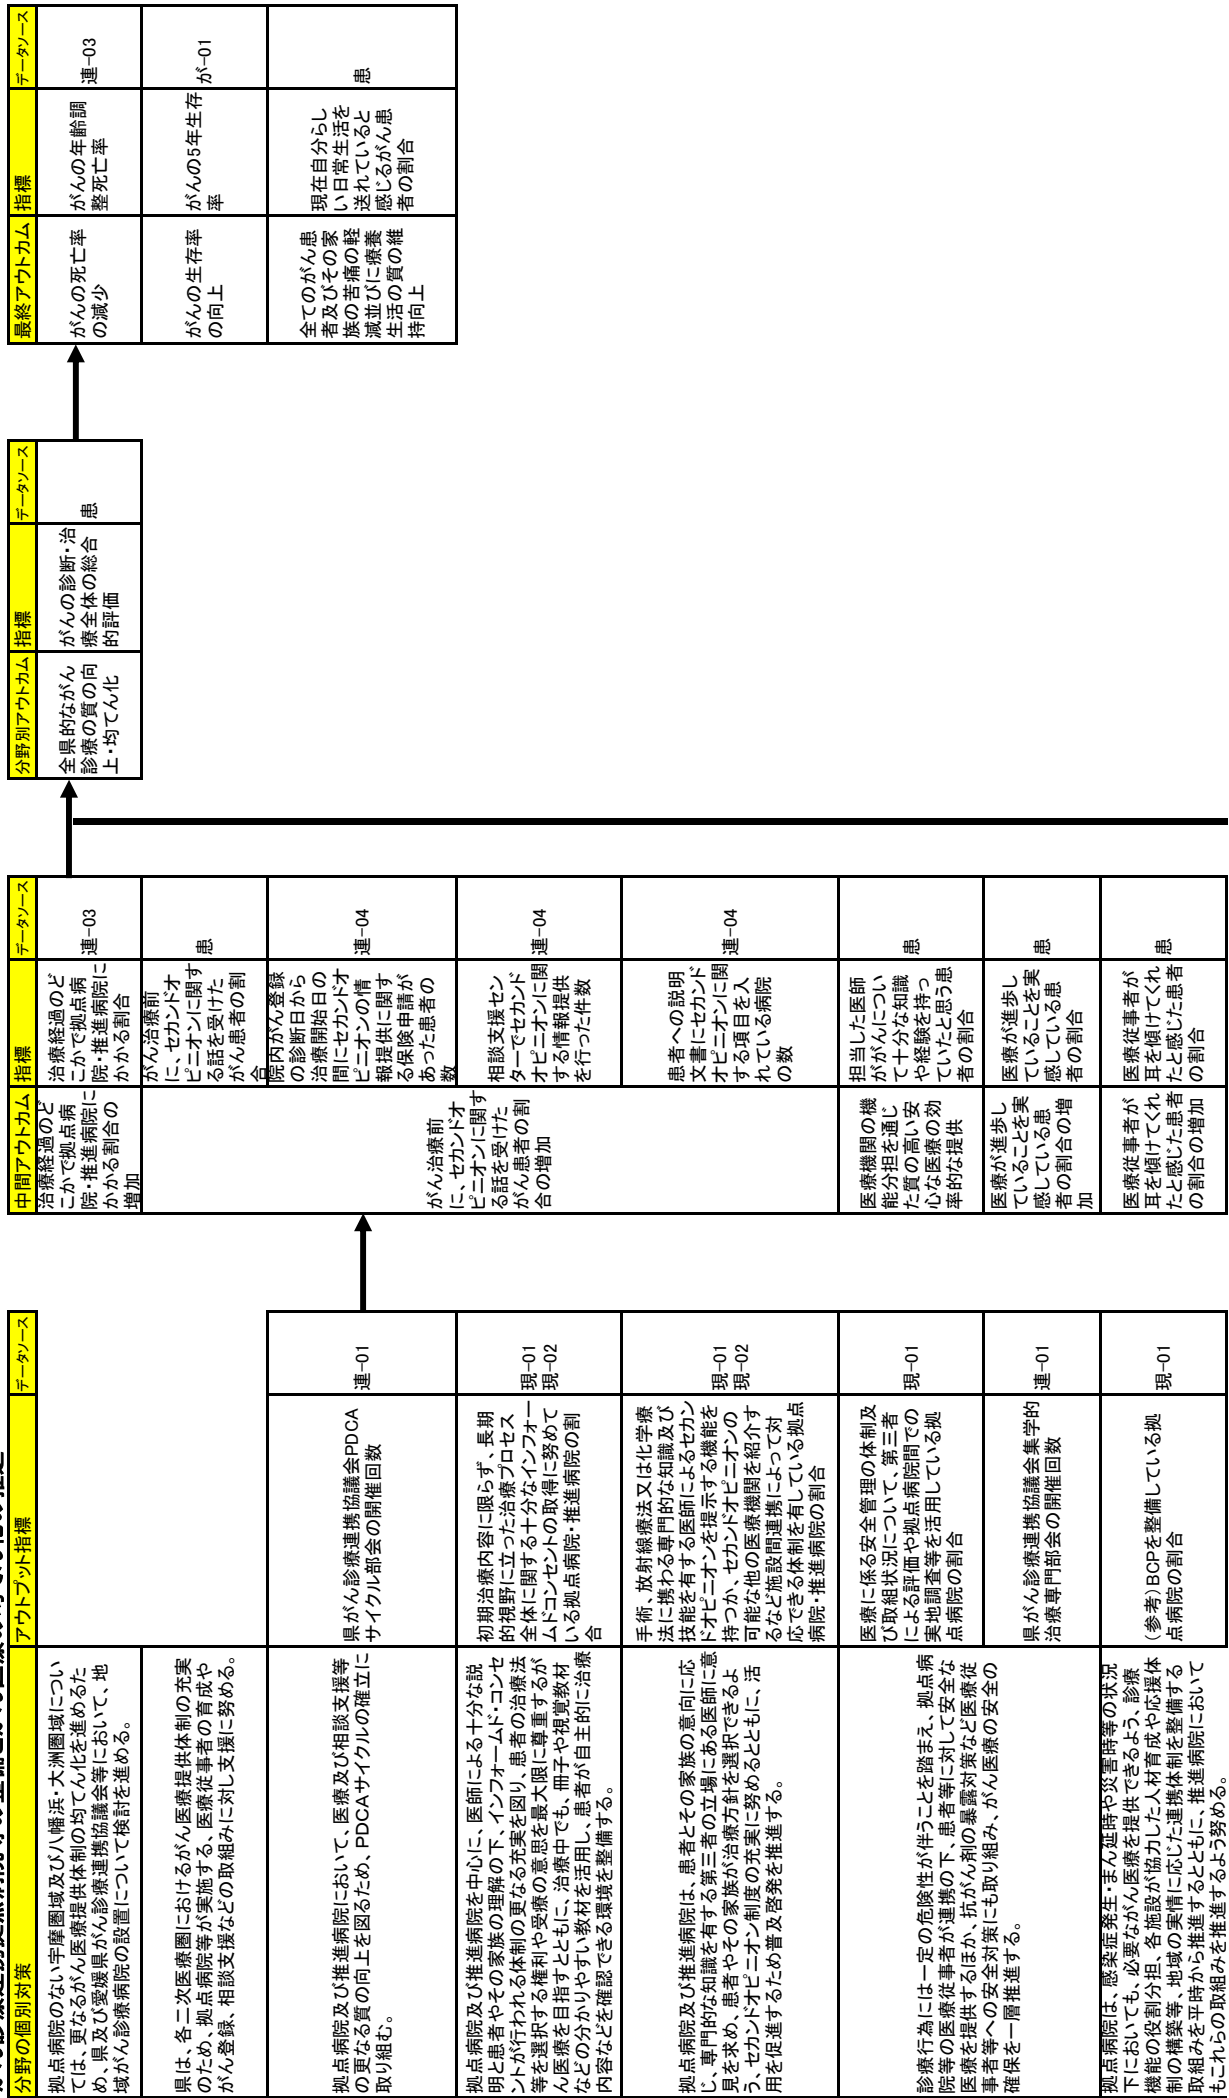 分野の個別対策
アウトプット指標
データソース
拠点病院のない宇摩圏域及び八幡浜・大洲圏域につい
ては、更なるがん医療提供体制の均てん化を進めるた
め、県及び愛媛県がん診療連携協議会等において、地
域がん診療病院の設置について検討を進める。
県は、各二次医療圏におけるがん医療提供体制の充実
のため、拠点病院等が実施する、医療従事者の育成や
がん登録、相談支援などの取組みに対し支援に努める。
拠点病院及び推進病院において、医療及び相談支援等
の更なる質の向上を図るため、PDCAサイクルの確立に
取り組む。
県がん診療連携協議会PDCA
サイクル部会の開催回数
連-01
拠点病院及び推進病院を中心に、医師による十分な説
明と患者やその家族の理解の下、インフォームド・コンセ
ントが行われる体制の更なる充実を図り、患者の治療法
等を選択する権利や受療の意思を最大限に尊重するが
ん医療を目指すとともに、治療中でも、冊子や視覚教材
などの分かりやすい教材を活用し、患者が自主的に治療
内容などを確認できる環境を整備する。
初期治療内容に限らず、長期
的視野に立った治療プロセス
全体に関する十分なインフォー
ムドコンセントの取得に努めて
いる拠点病院・推進病院の割
合
現-01
現-02
拠点病院及び推進病院は、患者とその家族の意向に応
じ、専門的な知識を有する第三者の立場にある医師に意
見を求め、患者やその家族が治療方針を選択できるよ
う、セカンドオピニオン制度の充実に努めるとともに、活
用を促進するため普及啓発を推進する。
手術、放射線療法又は化学療
法に携わる専門的な知識及び
技能を有する医師によるセカン
ドオピニオンを提示する機能を
持つか、セカンドオピニオンの
可能な他の医療機関を紹介す
るなど施設間連携によって対
応できる体制を有している拠点
病院・推進病院の割合
現-01
現-02
診療行為には一定の危険性が伴うことを踏まえ、拠点病
院等の医療従事者が連携の下、患者等に対して安全な
医療を提供するほか、抗がん剤の暴露対策など医療従
事者等への安全対策にも取り組み、がん医療の安全の
確保を一層推進する。
医療に係る安全管理の体制及
び取組状況について、第三者
による評価や拠点病院間での
実地調査等を活用している拠
点病院の割合
現-01
県がん診療連携協議会集学的
治療専門部会の開催回数
連-01
拠点病院は、感染症発生・まん延時や災害時等の状況
下においても、必要ながん医療を提供できるよう、診療
機能の役割分担、各施設が協力した人材育成や応援体
制の構築等、地域の実情に応じた連携体制を整備する
取組みを平時から推進するとともに、推進病院において
もこれらの取組みを推進するよう努める。
(参考)BCPを整備している拠
点病院の割合
現-01
中間アウトカム
指標
データソース
治療経過のど
こかで拠点病
院・推進病院に
かかる割合の
増加
治療経過のど
こかで拠点病
院・推進病院に
かかる割合
連-03
がん治療前
に、セカンドオ
ピニオンに関す
る話を受けた
がん患者の割
合の増加
がん治療前
に、セカンドオ
ピニオンに関す
る話を受けた
がん患者の割
合
患
院内がん登録
の診断日から
治療開始日の
間にセカンドオ
ピニオンの情
報提供に関す
る保険申請が
あった患者の
数
連-04
相談支援セン
ターでセカンド
オピニオンに関
する情報提供
を行った件数
連-04
患者への説明
文書にセカンド
オピニオンに関
する項目を入
れている病院
の数
連-04
医療機関の機
能分担を通じ
た質の高い安
心な医療の効
率的な提供
担当した医師
ががんについ
て十分な知識
や経験を持っ
ていたと思う患
者の割合
患
医療が進歩し
ていることを実
感している患
者の割合の増
加
医療が進歩し
ていることを実
感している患
者の割合
患
医療従事者が
耳を傾けてくれ
たと感じた患者
の割合の増加
医療従事者が
耳を傾けてくれ
たと感じた患者
の割合
患
分野別アウトカム
指標
データソース
全県的ながん
診療の質の向
上・均てん化
がんの診断・治
療全体の総合
的評価
患
最終アウトカム
指標
データソース
がんの死亡率
の減少
がんの年齢調
整死亡率
連-03
がんの生存率
の向上
がんの5年生存
率
が-01
全てのがん患
者及びその家
族の苦痛の軽
減並びに療養
生活の質の維
持向上
現在自分らし
い日常生活を
送れていると
感じるがん患
者の割合
患